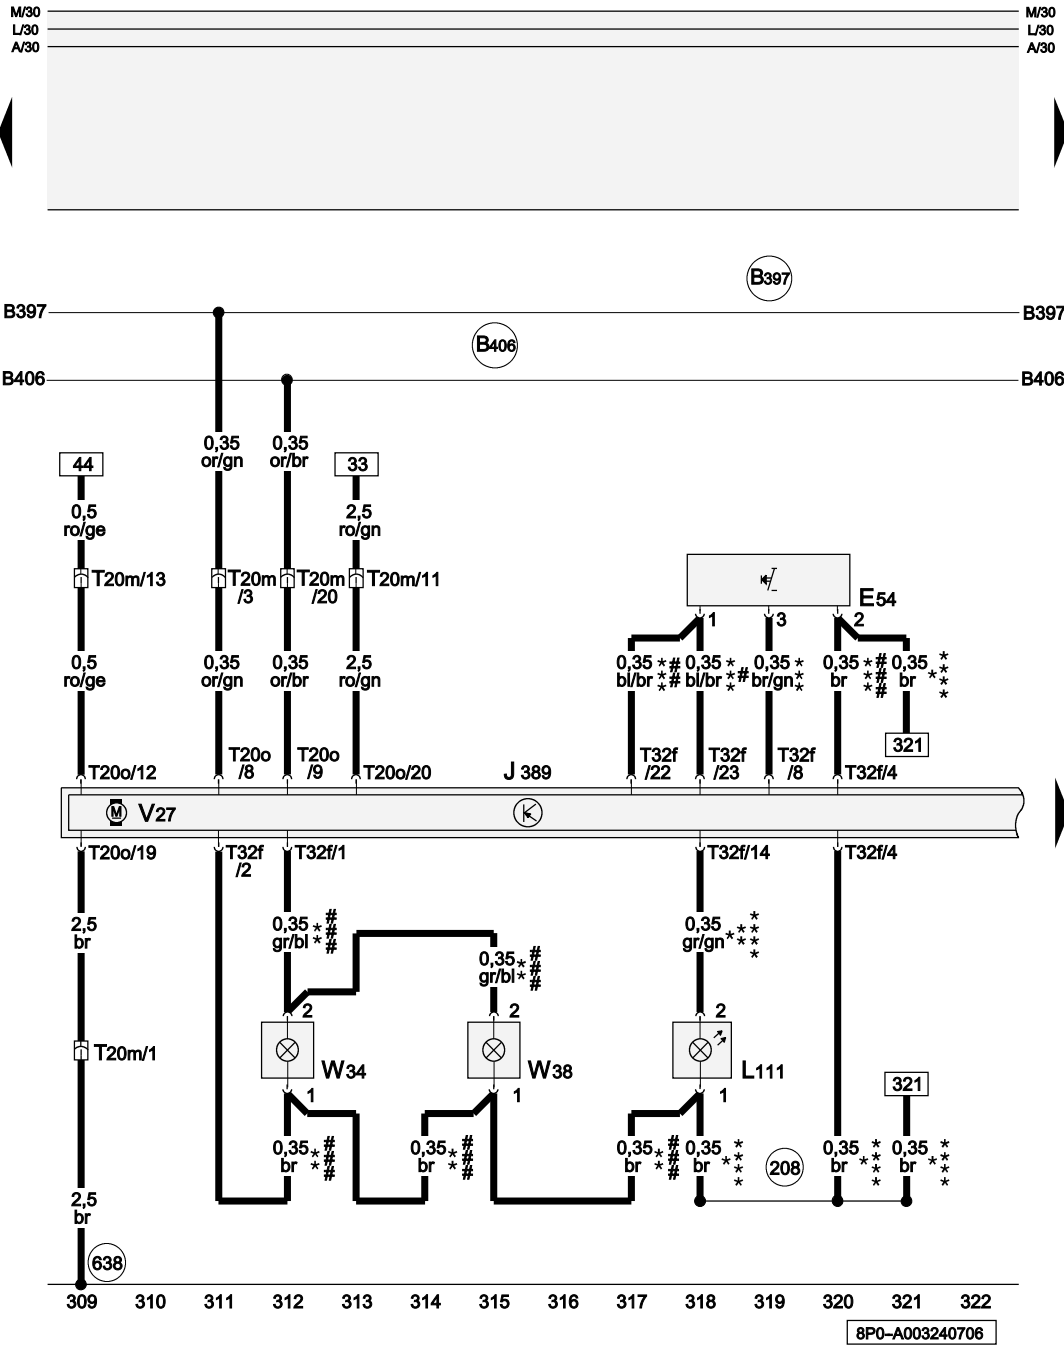 M/30 M/30
L/30 L/30
A/30 A/30
B397
B397 B397
B406
B406 B406
0,35 0,35
or/gn or/br
44 33
0,5 2,5
ro/ge ro/gn
T20m/13 T20m T20m T20m/11
/3 /20
E54
1 3 2
0,5 0,35 0,35 2,5 0,35 0,35 0,35 0,35 0,35
ro/ge or/gn or/br ro/gn bl/br ***## bl/br ***# br/gn *** br ***### br ****
321
T20o T20o T32f T32f T32f
T20o/12 /8 /9 T20o/20 J 389 /22 /23 /8 T32f/4
M V27
T20o/19 T32f T32f/1 T32f/14 T32f/4
/2
2,5 0,35 0,35
br gr/bl **### gr/gn *****
0,35
gr/bl **###
2 2 2
T20m/1 W34 W38 L111
1 1 1
321
0,35 0,35 0,35 0,35 208 0,35 0,35
br **### br **### br **### br **** br **** br ****
2,5
br
638
309 310 311 312 313 314 315 316 317 318 319 320 321 322
8P0-A003240706